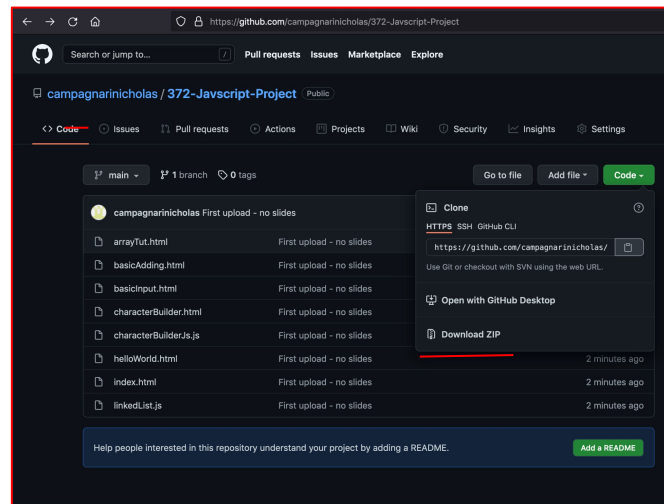 https://github.com/campagnarinicholas/372-Javscript-Project
Search or jump to... / Pull requests Issues Marketplace Explore
campagnarinicholas / 372-Javscript-Project Public
<> Code Issues Pull requests Actions Projects Wiki Security Insights Settings
main 1 branch 0 tags Go to file Add file Code
campagnarinicholas First upload - no slides
Clone
HTTPS SSH GitHub CLI
https://github.com/campagnarinicholas/
Use Git or checkout with SVN using the web URL.
Open with GitHub Desktop
Download ZIP
arrayTut.html First upload - no slides
basicAdding.html First upload - no slides
basicInput.html First upload - no slides
characterBuilder.html First upload - no slides
characterBuilderJs.js First upload - no slides
helloWorld.html First upload - no slides 2 minutes ago
index.html First upload - no slides 2 minutes ago
linkedList.js First upload - no slides 2 minutes ago
Help people interested in this repository understand your project by adding a README. Add a README